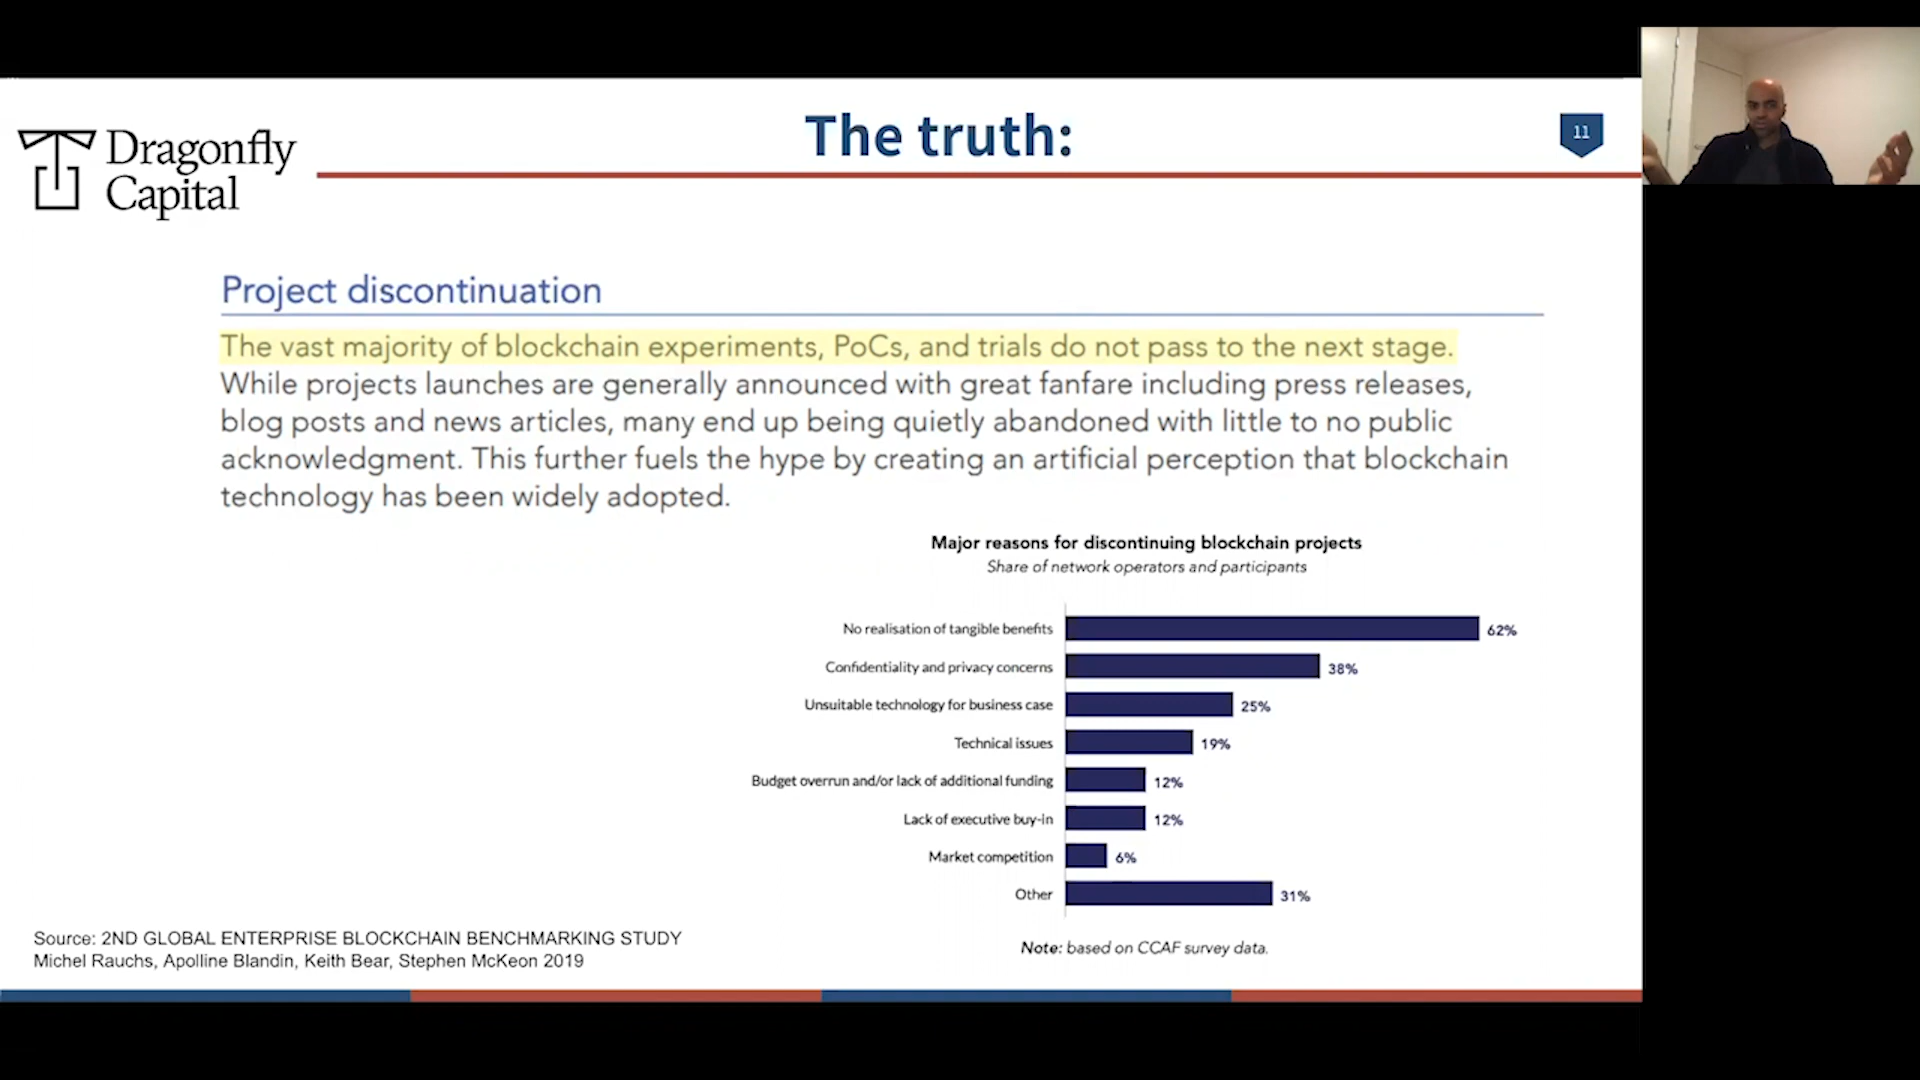 Dragonfly
Capital
The truth:
11
Project discontinuation
The vast majority of blockchain experiments, PoCs, and trials do not pass to the next stage.
While projects launches are generally announced with great fanfare including press releases,
blog posts and news articles, many end up being quietly abandoned with little to no public
acknowledgment. This further fuels the hype by creating an artificial perception that blockchain
technology has been widely adopted.
Major reasons for discontinuing blockchain projects
Share of network operators and participants
No realisation of tangible benefits 62%
Confidentiality and privacy concerns 38%
Unsuitable technology for business case 25%
Technical issues 19%
Budget overrun and/or lack of additional funding 12%
Lack of executive buy-in 12%
Market competition 6%
Other 31%
Note: based on CCAF survey data.
Source: 2ND GLOBAL ENTERPRISE BLOCKCHAIN BENCHMARKING STUDY
Michel Rauchs, Apolline Blandin, Keith Bear, Stephen McKeon 2019